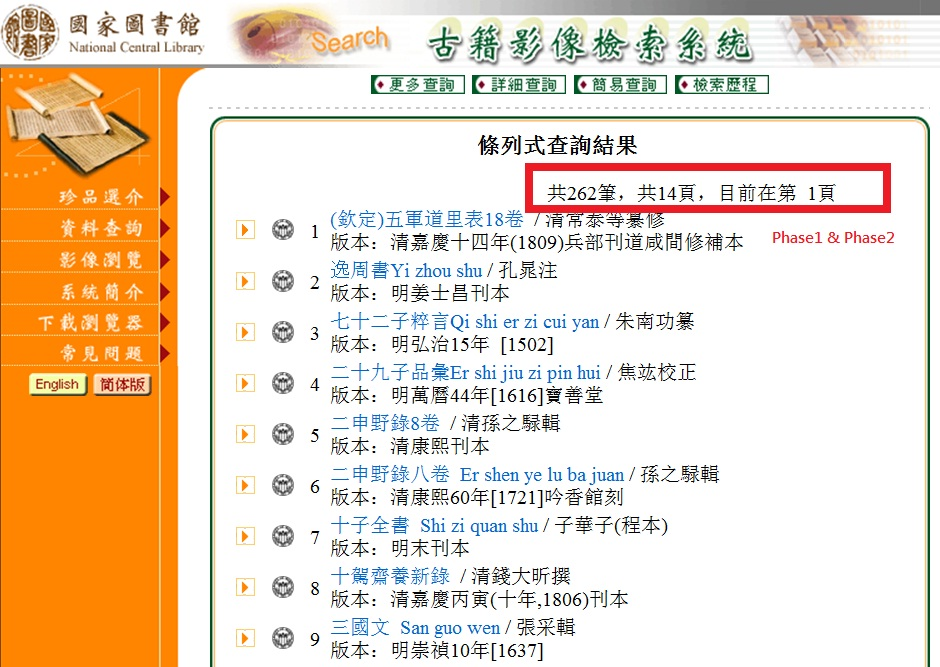 國家圖書館
National Central Library
Search
古籍影像檢索系統
更多查詢 詳細查詢 簡易查詢 檢索歷程
珍品選介
資料查詢
影像瀏覽
系統簡介
下載瀏覽器
常見問題
English 简体版
條列式查詢結果
共262筆，共14頁，目前在第 1頁
Phase1 & Phase2
1 (欽定)五軍道里表18卷 / 清常泰等纂修
版本：清嘉慶十四年(1809)兵部刊道咸間修補本
2 逸周書Yi zhou shu / 孔晁注
版本：明姜士昌刊本
3 七十二子粹言Qi shi er zi cui yan / 朱南功纂
版本：明弘治15年 [1502]
4 二十九子品彙Er shi jiu zi pin hui / 焦竑校正
版本：明萬曆44年[1616]寶善堂
5 二申野錄8卷 / 清孫之騄輯
版本：清康熙刊本
6 二申野錄八卷 Er shen ye lu ba juan / 孫之騄輯
版本：清康熙60年[1721]吟香館刻
7 十子全書 Shi zi quan shu / 子華子(程本)
版本：明末刊本
8 十駕齋養新錄 / 清錢大昕撰
版本：清嘉慶丙寅(十年,1806)刊本
9 三國文 San guo wen / 張采輯
版本：明崇禎10年[1637]